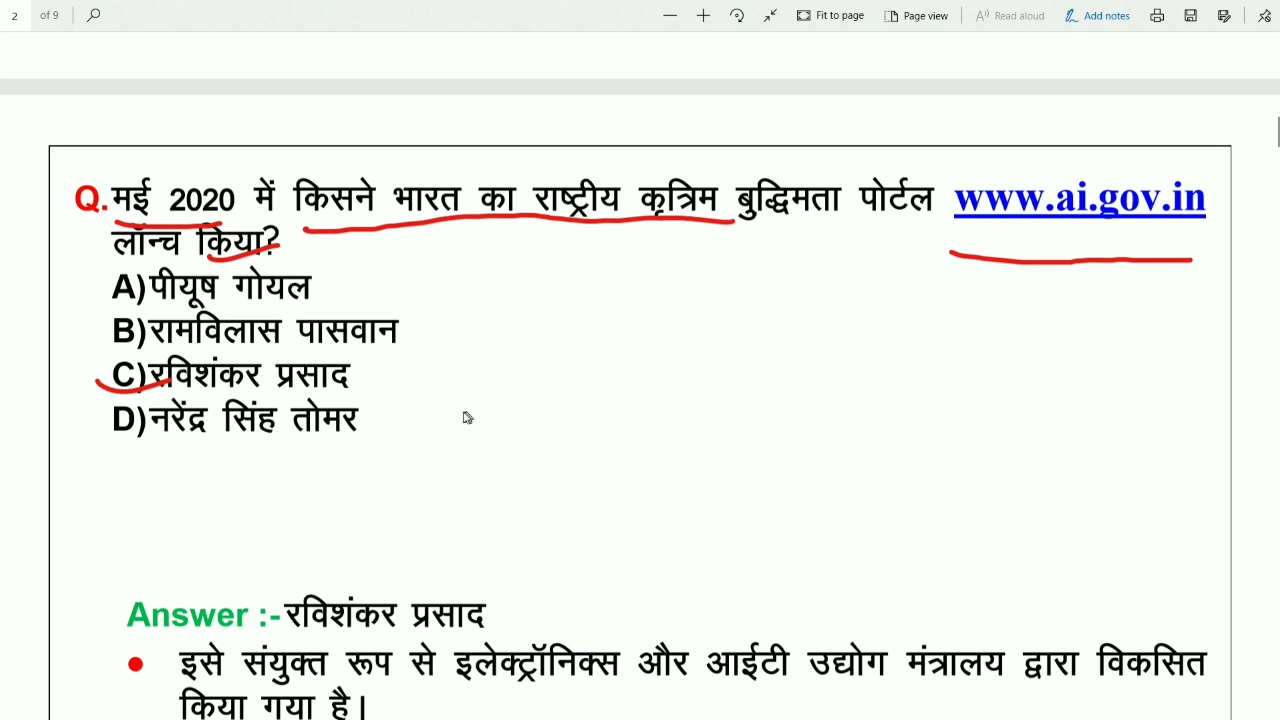 2 of 9 Fit to page Page view Read aloud Add notes
Q. मई 2020 में किसने भारत का राष्ट्रीय कृत्रिम बुद्धिमता पोर्टल www.ai.gov.in
लॉन्च किया?
A)पीयूष गोयल
B)रामविलास पासवान
C)रविशंकर प्रसाद
D)नरेंद्र सिंह तोमर
Answer :-रविशंकर प्रसाद
• इसे संयुक्त रूप से इलेक्ट्रॉनिक्स और आईटी उद्योग मंत्रालय द्वारा विकसित
किया गया है।